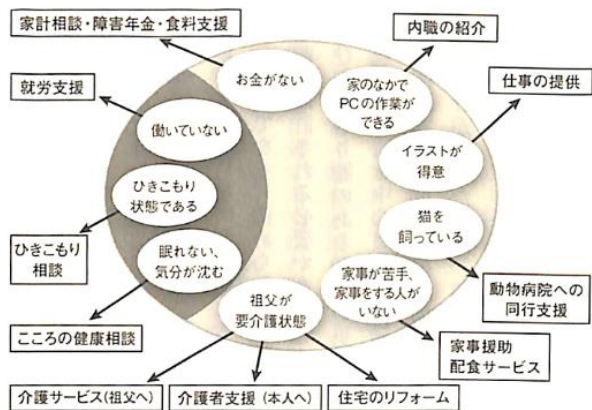 家計相談・障害年金・食料支援
内職の紹介
お金がない
家のなかで
PCの作業が
できる
仕事の提供
就労支援
働いていない
イラストが
得意
ひきこもり
状態である
猫を
飼っている
ひきこもり
相談
眠れない、
気分が沈む
家事が苦手、
家事をする人が
いない
動物病院への
同行支援
祖父が
要介護状態
こころの健康相談
家事援助
配食サービス
介護サービス(祖父へ)
介護者支援(本人へ)
住宅のリフォーム